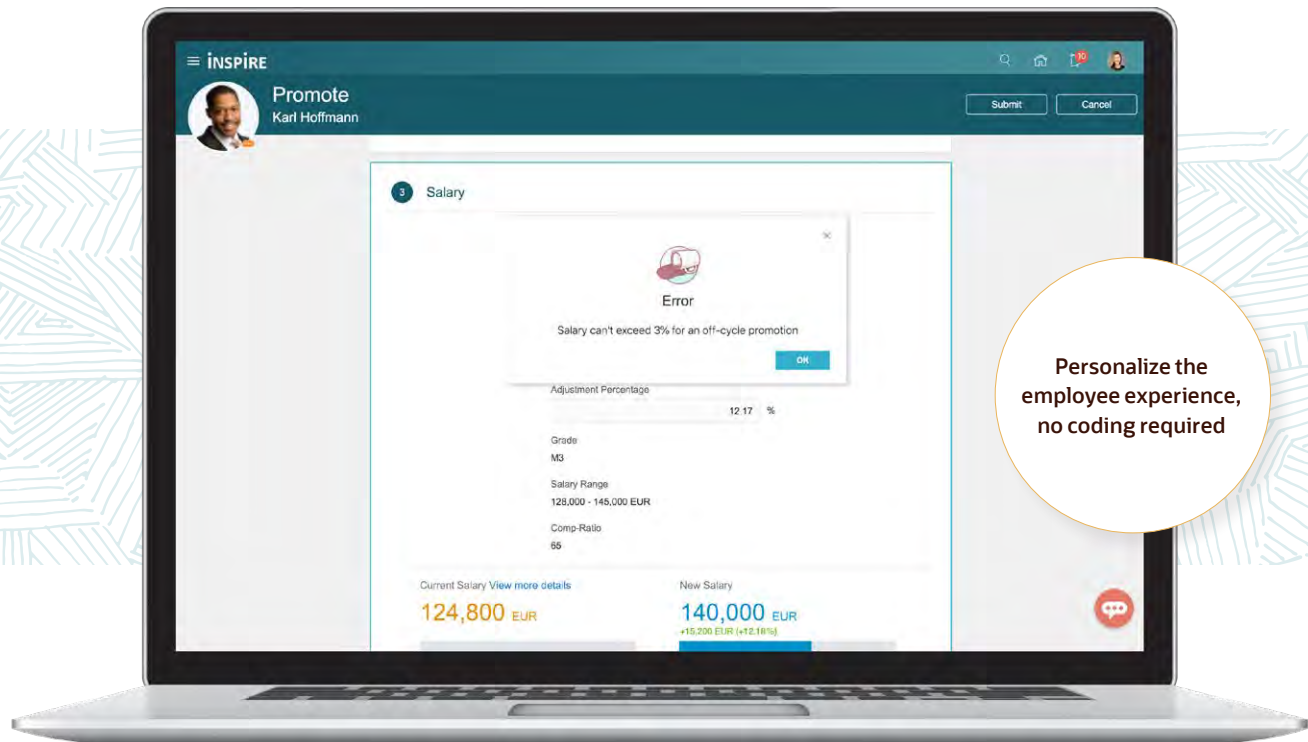 ≡ iNSPiRE
10
Promote
Karl Hoffmann
Submit
Cancel
3 Salary
×
Error
Salary can't exceed 3% for an off-cycle promotion
OK
Adjustment Percentage
12.17 %
Grade
M3
Salary Range
128,000 - 145,000 EUR
Comp-Ratio
65
Current Salary View more details
124,800 EUR
New Salary
140,000 EUR
+15,200 EUR (+12.18%)
Personalize the
employee experience,
no coding required